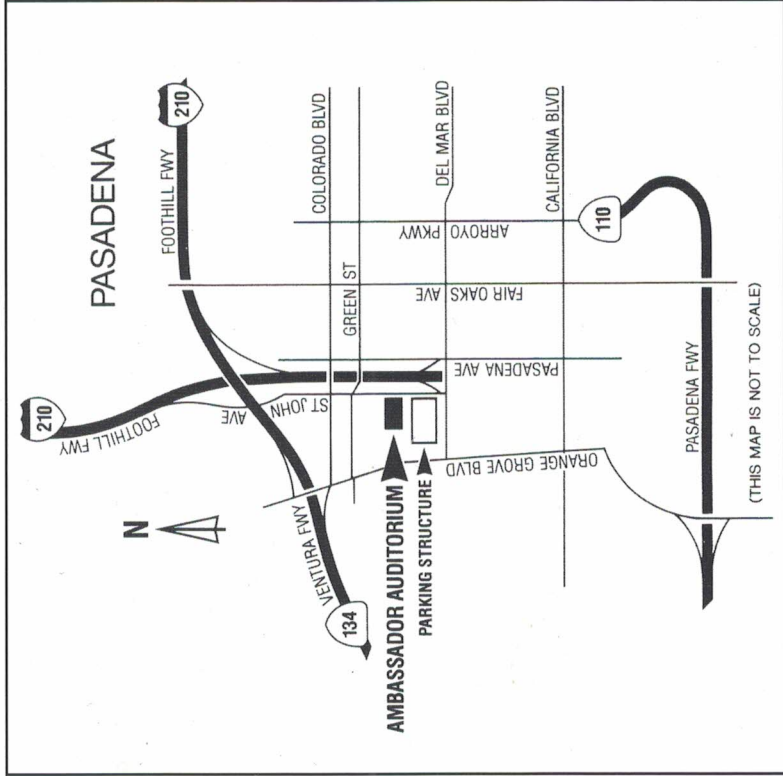 PASADENA
210
FOOTHILL FWY
210
FOOTHILL FWY
N
VENTURA FWY
134
ST JOHN AVE
COLORADO BLVD
GREEN ST
AMBASSADOR AUDITORIUM
PARKING STRUCTURE
DEL MAR BLVD
ARROYO PKWY
FAIR OAKS AVE
PASADENA AVE
ORANGE GROVE BLVD
CALIFORNIA BLVD
110
PASADENA FWY
(THIS MAP IS NOT TO SCALE)